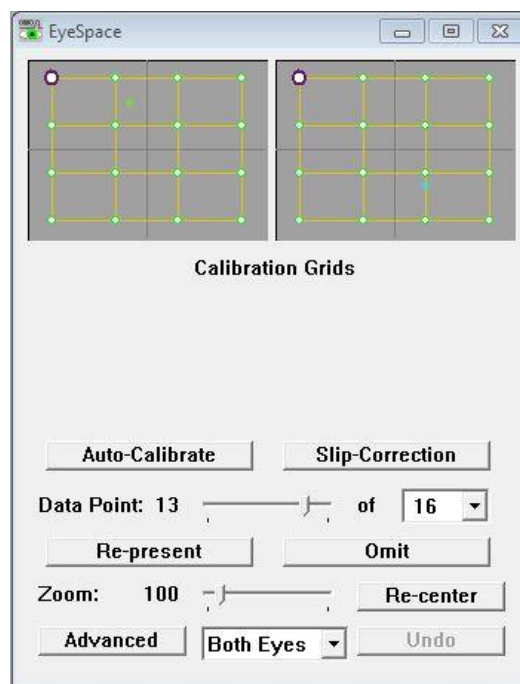 EyeSpace
Calibration Grids
Auto-Calibrate Slip-Correction
Data Point: 13 of 16
Re-present Omit
Zoom: 100 Re-center
Advanced Both Eyes Undo